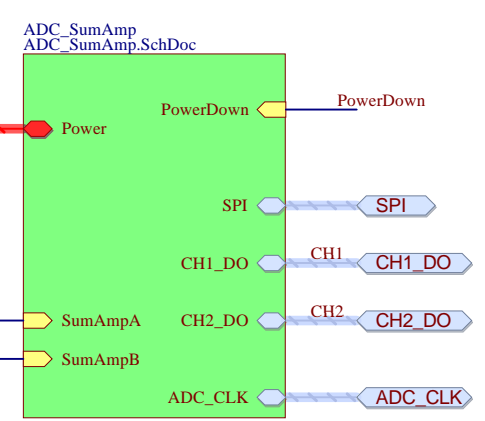 ADC_SumAmp
ADC_SumAmp.SchDoc
PowerDown PowerDown
Power
SPI SPI
CH1_DO CH1 CH1_DO
SumAmpA CH2_DO CH2 CH2_DO
SumAmpB
ADC_CLK ADC_CLK